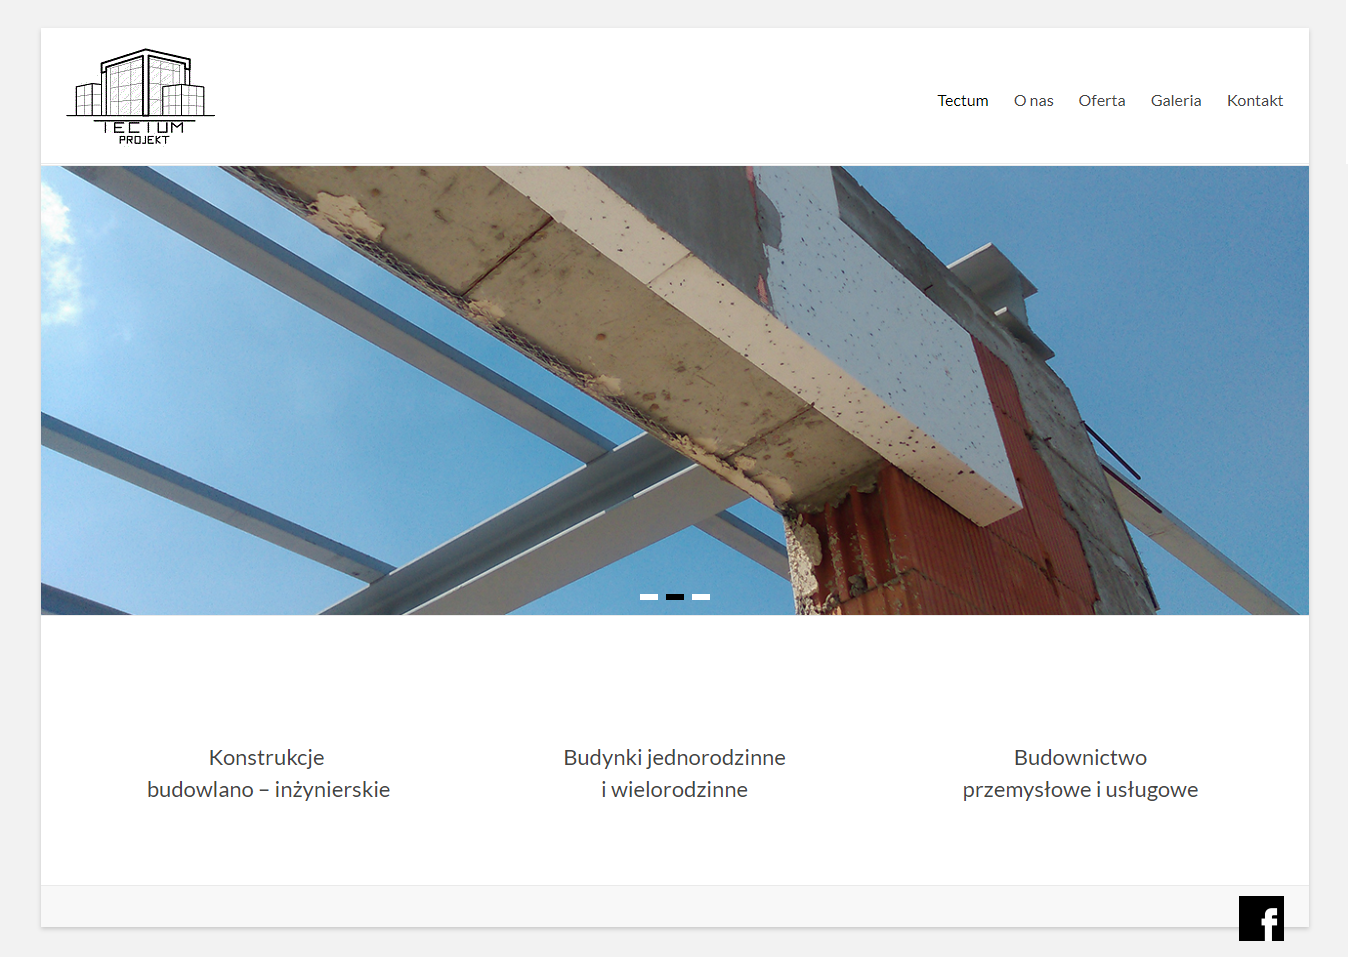 TECTUM
PROJEKT
Tectum O nas Oferta Galeria Kontakt
Konstrukcje
budowlano – inżynierskie
Budynki jednorodzinne
i wielorodzinne
Budownictwo
przemysłowe i usługowe
f